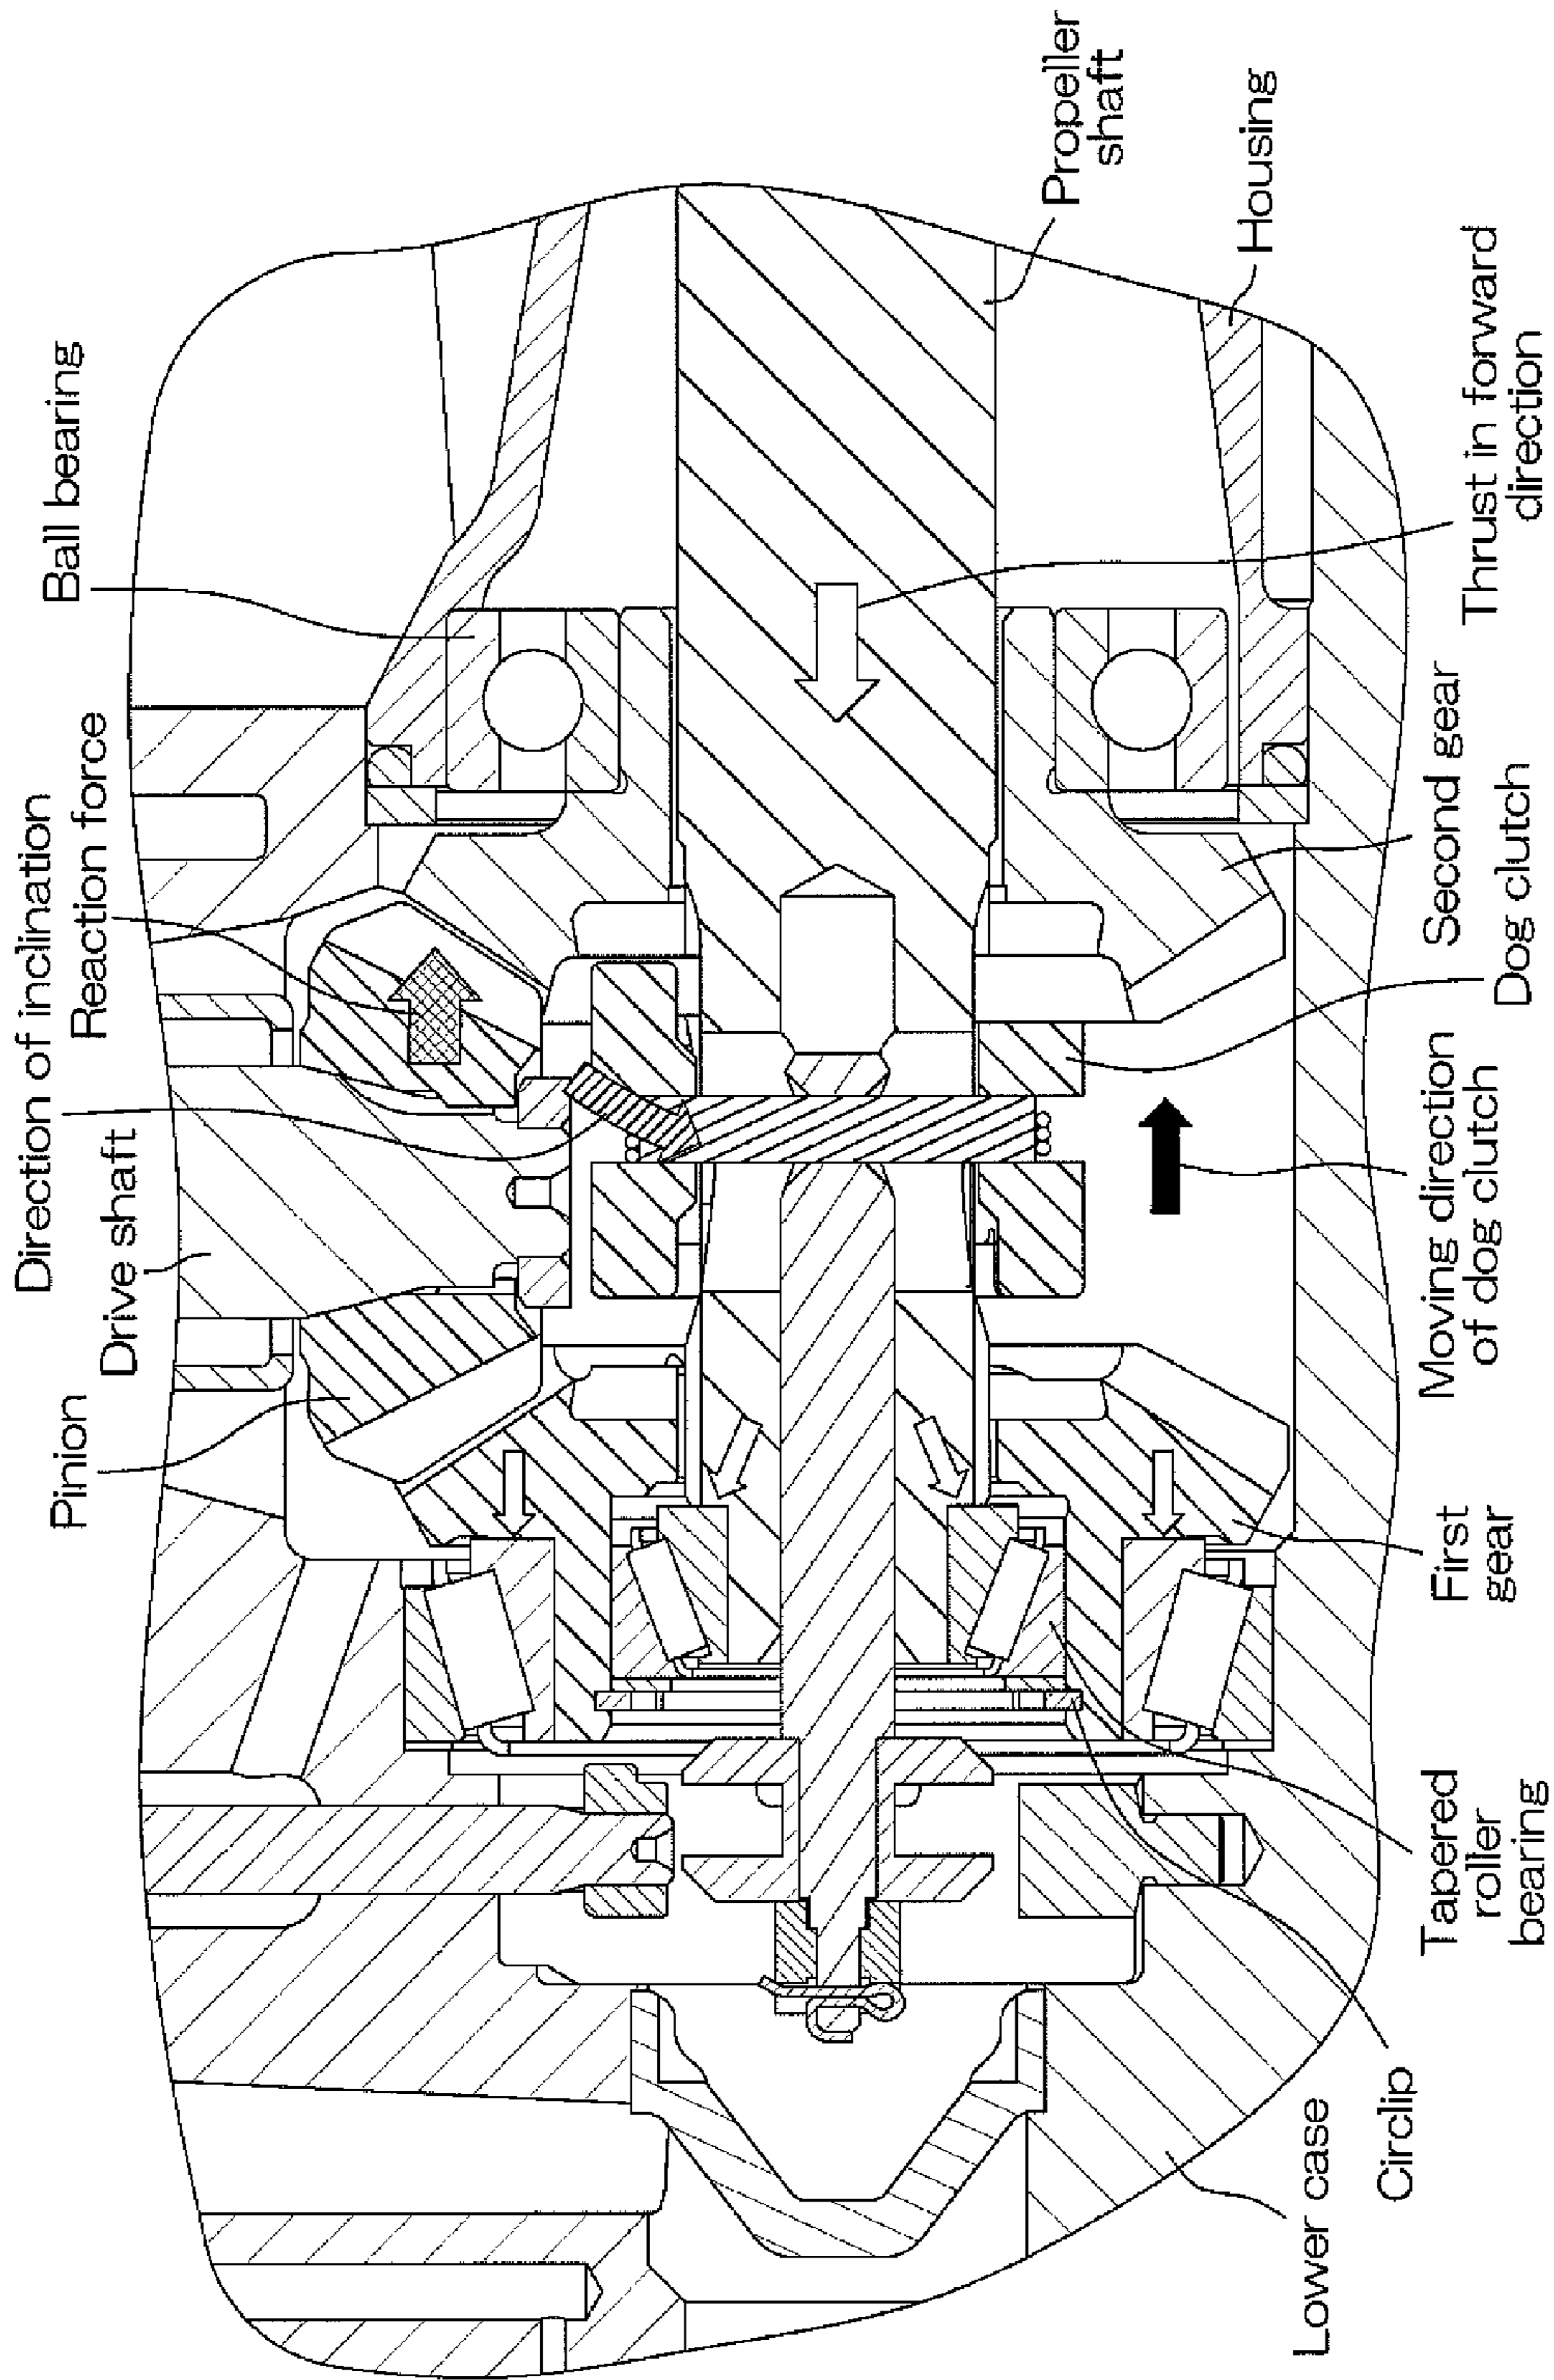 Direction of inclination
Reaction force
Drive shaft
Pinion
Ball bearing
Propeller
shaft
Housing
Thrust in forward
direction
Second gear
Dog clutch
Moving direction
of dog clutch
First
gear
Tapered
roller
bearing
Circlip
Lower case